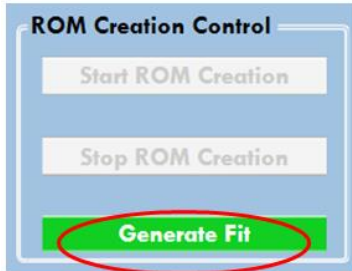 ROM Creation Control
Start ROM Creation
Stop ROM Creation
Generate Fit